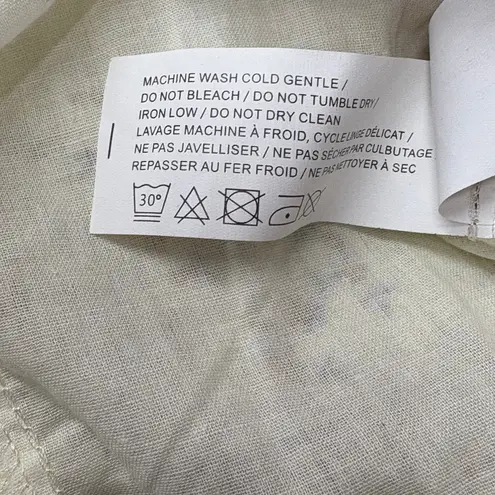 MACHINE WASH COLD GENTLE /
DO NOT BLEACH / DO NOT TUMBLE DRY/
IRON LOW / DO NOT DRY CLEAN
LAVAGE MACHINE À FROID, CYCLE LINGE DÉLICAT /
NE PAS JAVELLISER / NE PAS SÉCHER PAR CULBUTAGE
REPASSER AU FER FROID / NE PAS NETTOYER À SEC
30°